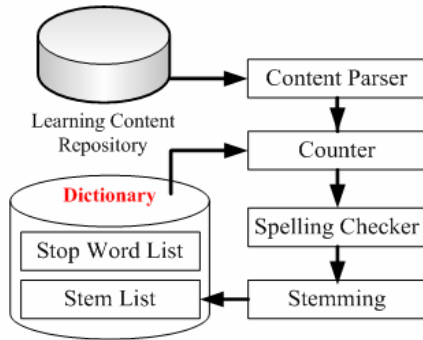 Content Parser
Learning Content
Repository
Counter
Dictionary
Spelling Checker
Stop Word List
Stem List
Stemming